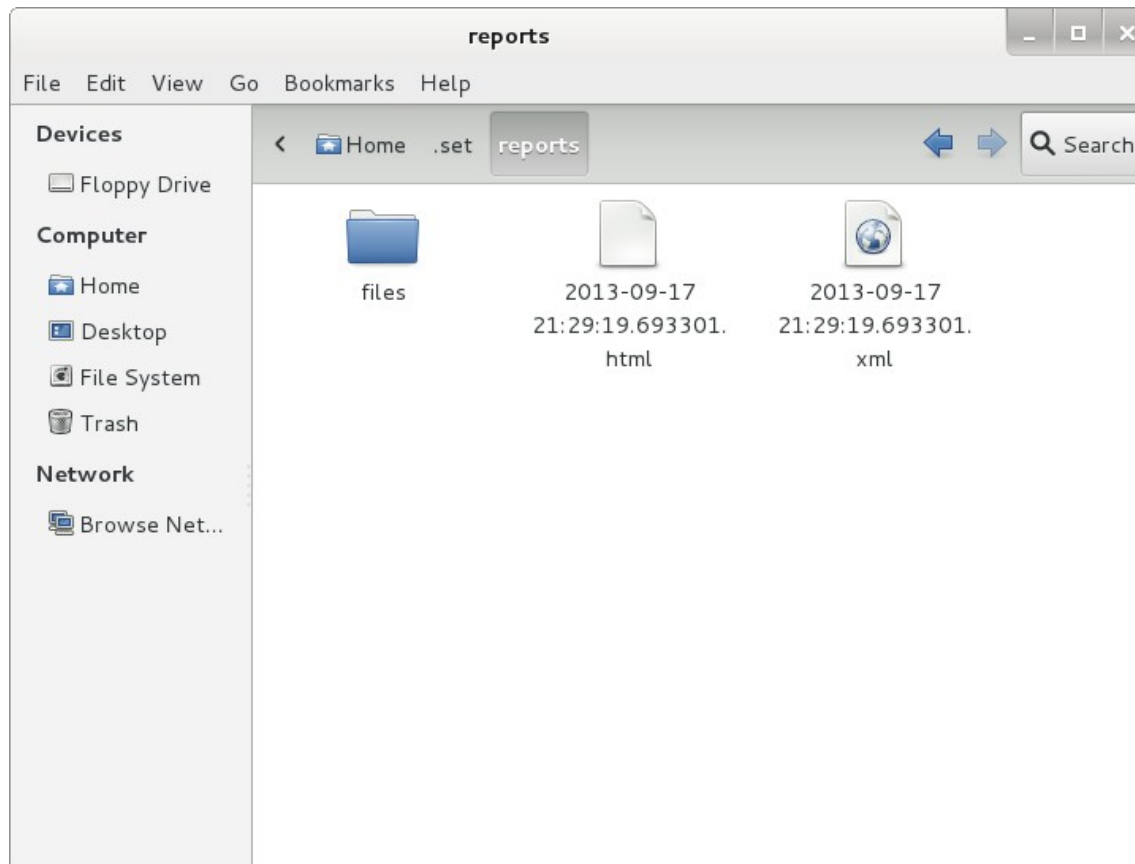 reports
File Edit View Go Bookmarks Help
Devices
Floppy Drive
Computer
Home
Desktop
File System
Trash
Network
Browse Net...
Home .set reports
Search
files
2013-09-17
21:29:19.693301.
html
2013-09-17
21:29:19.693301.
xml